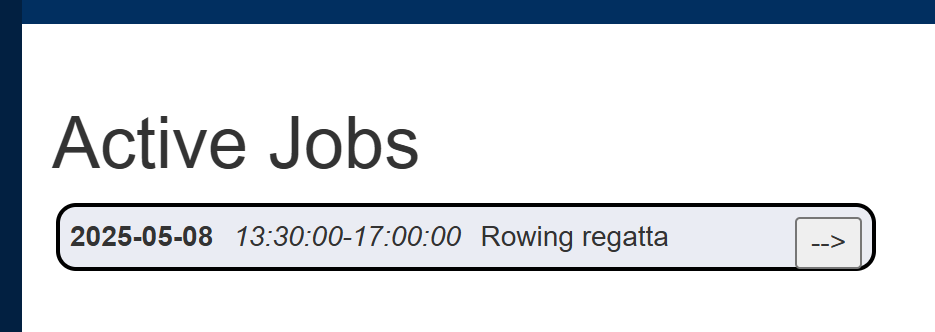 Active Jobs
2025-05-08 13:30:00-17:00:00 Rowing regatta -->